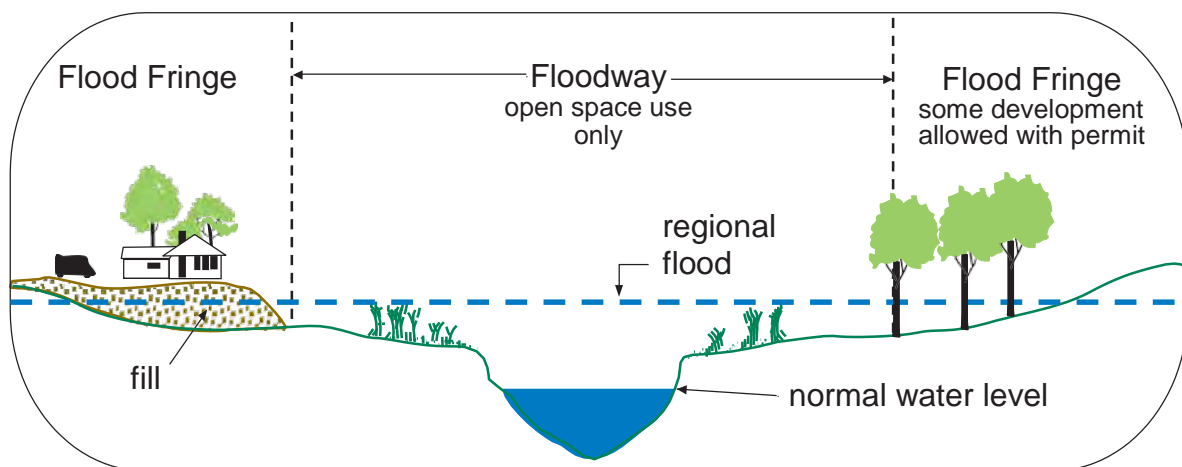 Flood Fringe
Floodway
open space use
only
Flood Fringe
some development
allowed with permit
regional
flood
fill
normal water level